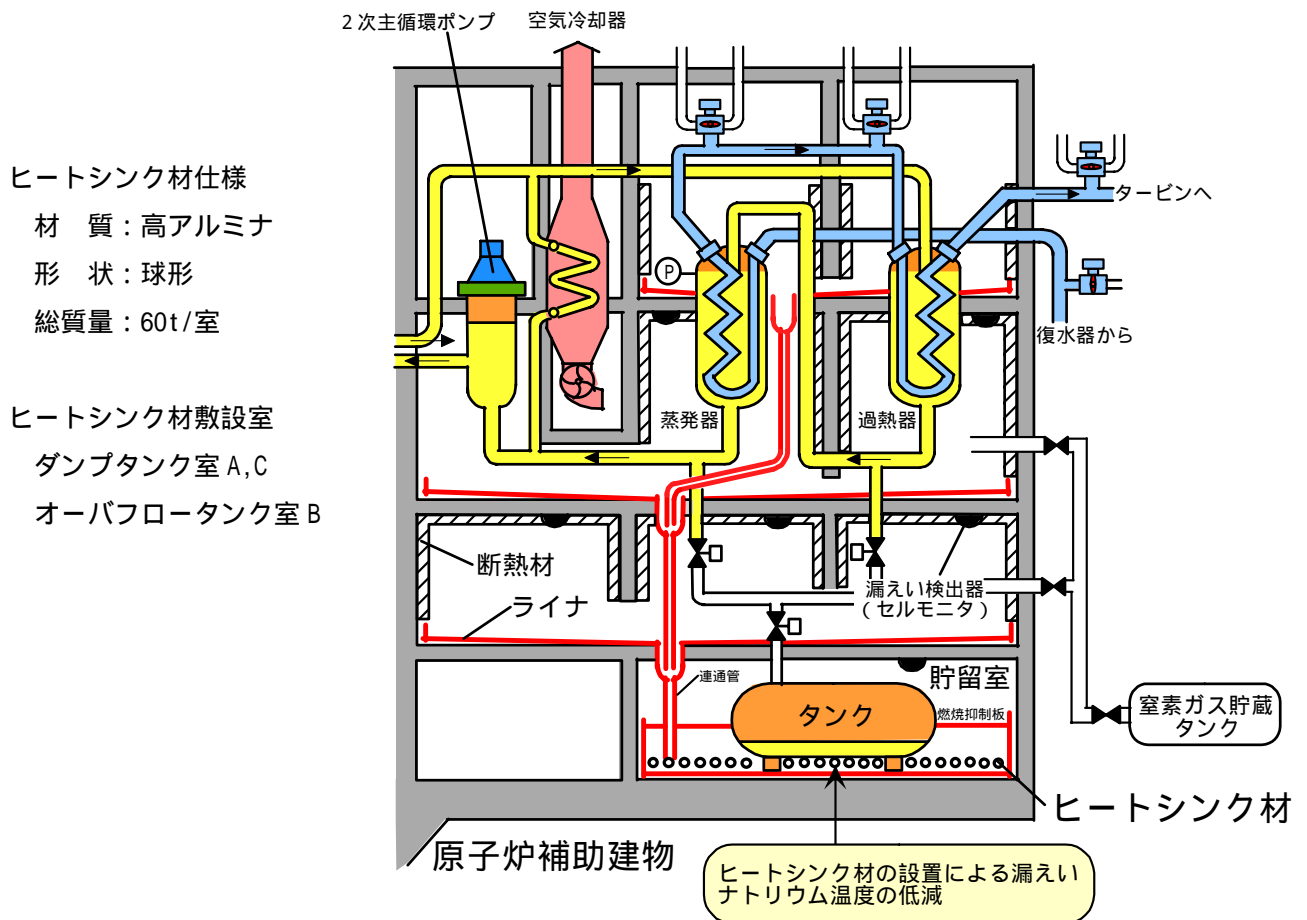 2次主循環ポンプ
空気冷却器
ヒートシンク材仕様
材　質：高アルミナ
形　状：球形
総質量：60t/室
ヒートシンク材敷設室
ダンプタンク室A,C
オーバフロータンク室B
タービンへ
P
復水器から
蒸発器
過熱器
断熱材
ライナ
漏えい検出器
(セルモニタ)
連通管
貯留室
タンク
燃焼抑制板
窒素ガス貯蔵
タンク
ヒートシンク材
原子炉補助建物
ヒートシンク材の設置による漏えい
ナトリウム温度の低減